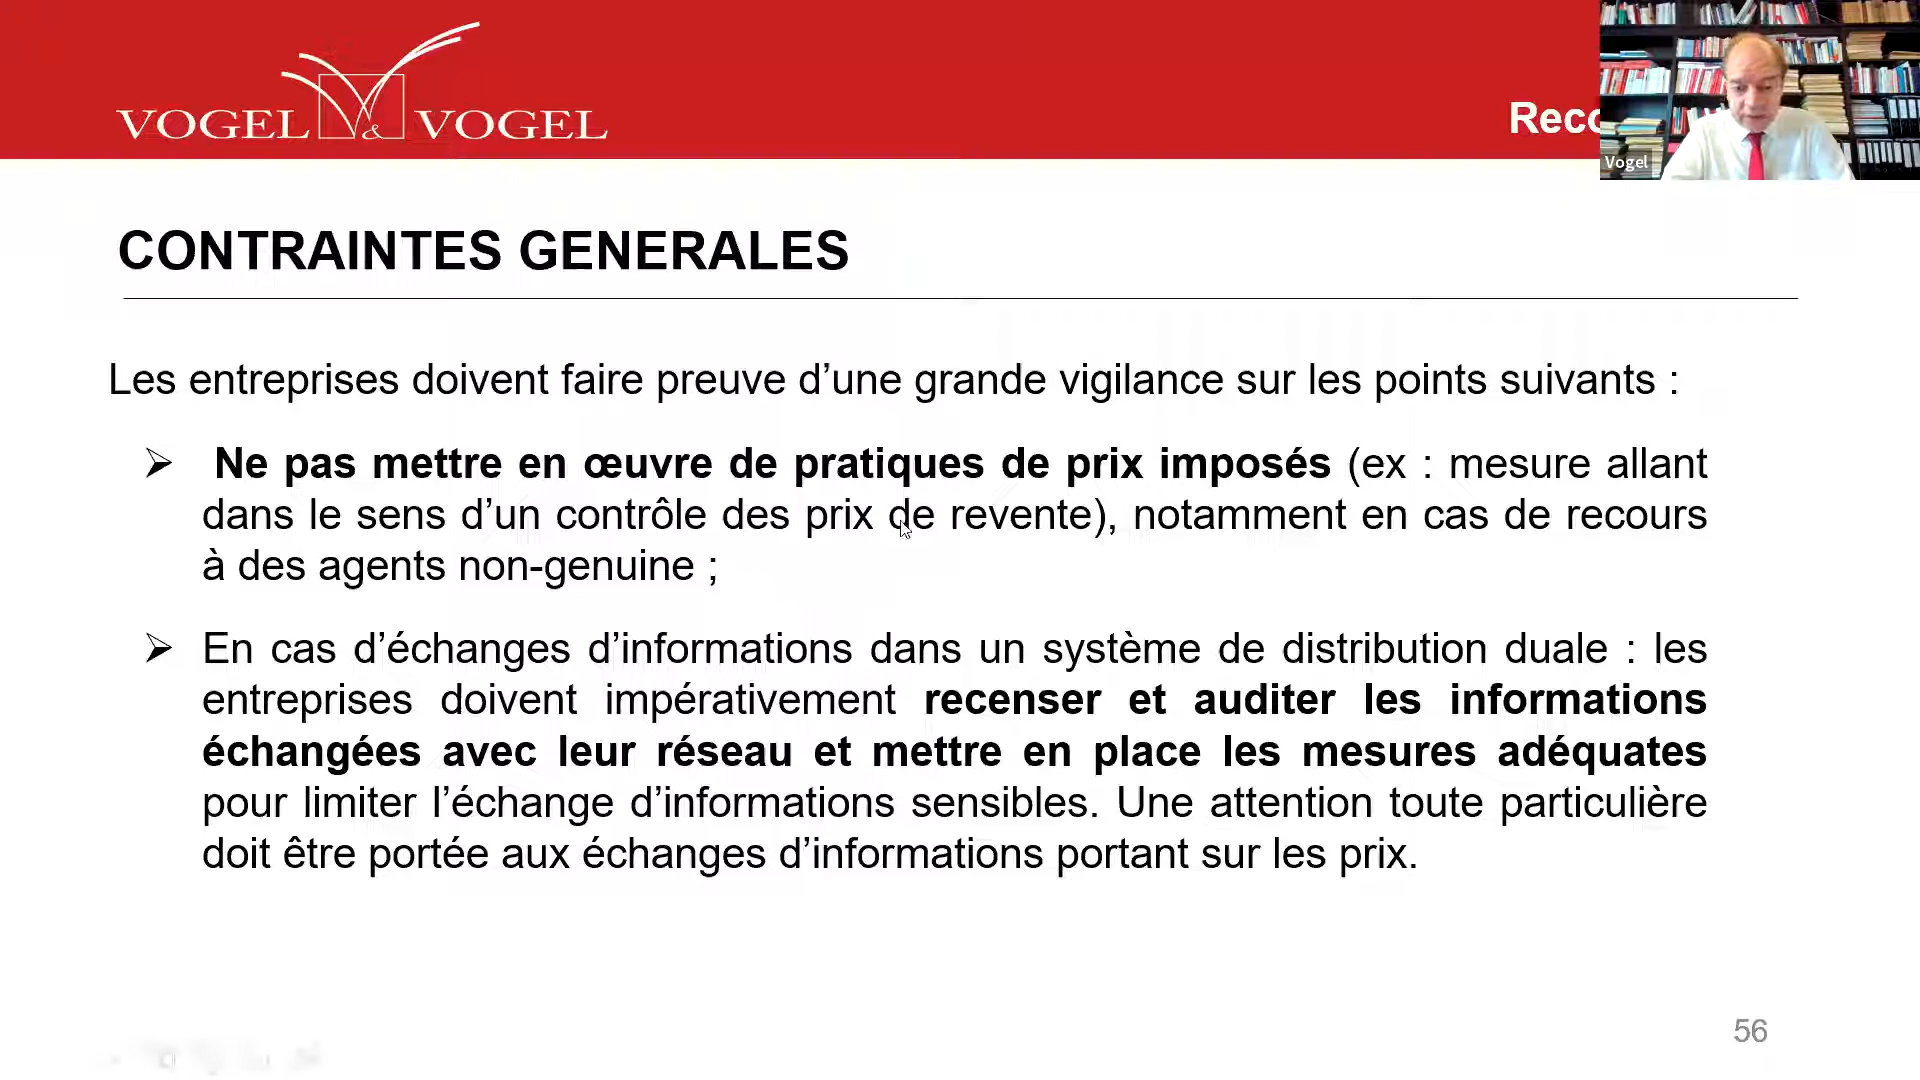 VOGEL & VOGEL
Vogel
CONTRAINTES GENERALES
Les entreprises doivent faire preuve d’une grande vigilance sur les points suivants :
➢ Ne pas mettre en œuvre de pratiques de prix imposés (ex : mesure allant
dans le sens d’un contrôle des prix de revente), notamment en cas de recours
à des agents non-genuine ;
➢ En cas d’échanges d’informations dans un système de distribution duale : les
entreprises doivent impérativement recenser et auditer les informations
échangées avec leur réseau et mettre en place les mesures adéquates
pour limiter l’échange d’informations sensibles. Une attention toute particulière
doit être portée aux échanges d’informations portant sur les prix.
56